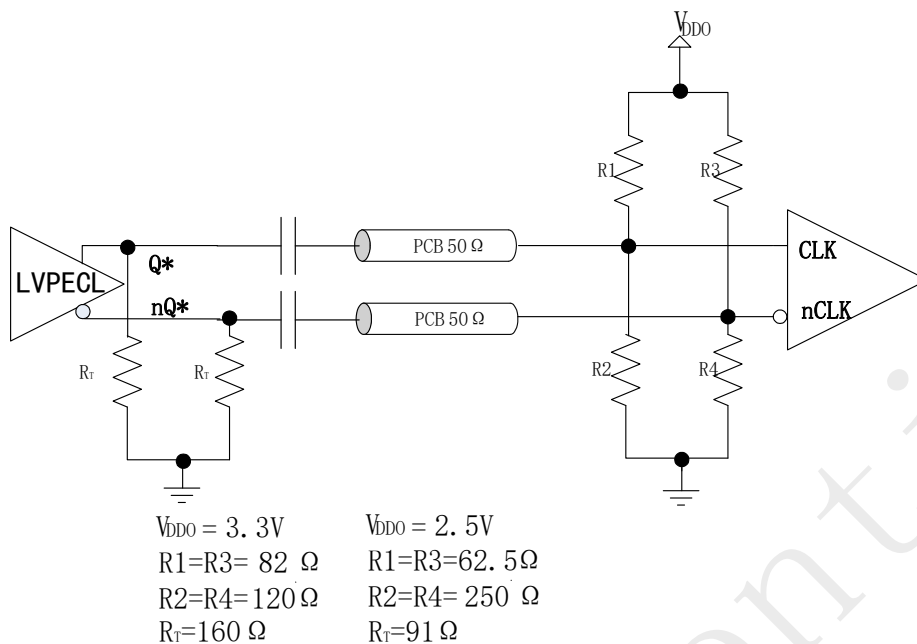 VDDO
R1 R3
PCB 50 Ω
Q*
CLK
LVPECL
nQ*
PCB 50 Ω
nCLK
RT RT
R2 R4
VDDO = 3.3V VDDO = 2.5V
R1=R3= 82 Ω R1=R3=62.5Ω
R2=R4=120Ω R2=R4= 250 Ω
RT=160 Ω RT=91Ω